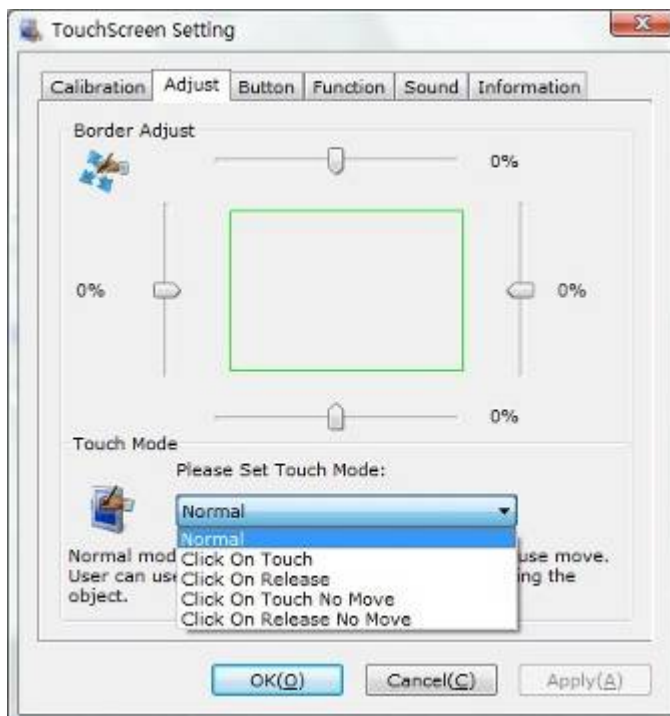 TouchScreen Setting
Calibration Adjust Button Function Sound Information
Border Adjust
0%
0% 0%
0%
Touch Mode
Please Set Touch Mode:
Normal
Normal
Click On Touch
Click On Release
Click On Touch No Move
Click On Release No Move
Normal mod use move.
User can use ing the
object.
OK(O) Cancel(C) Apply(A)